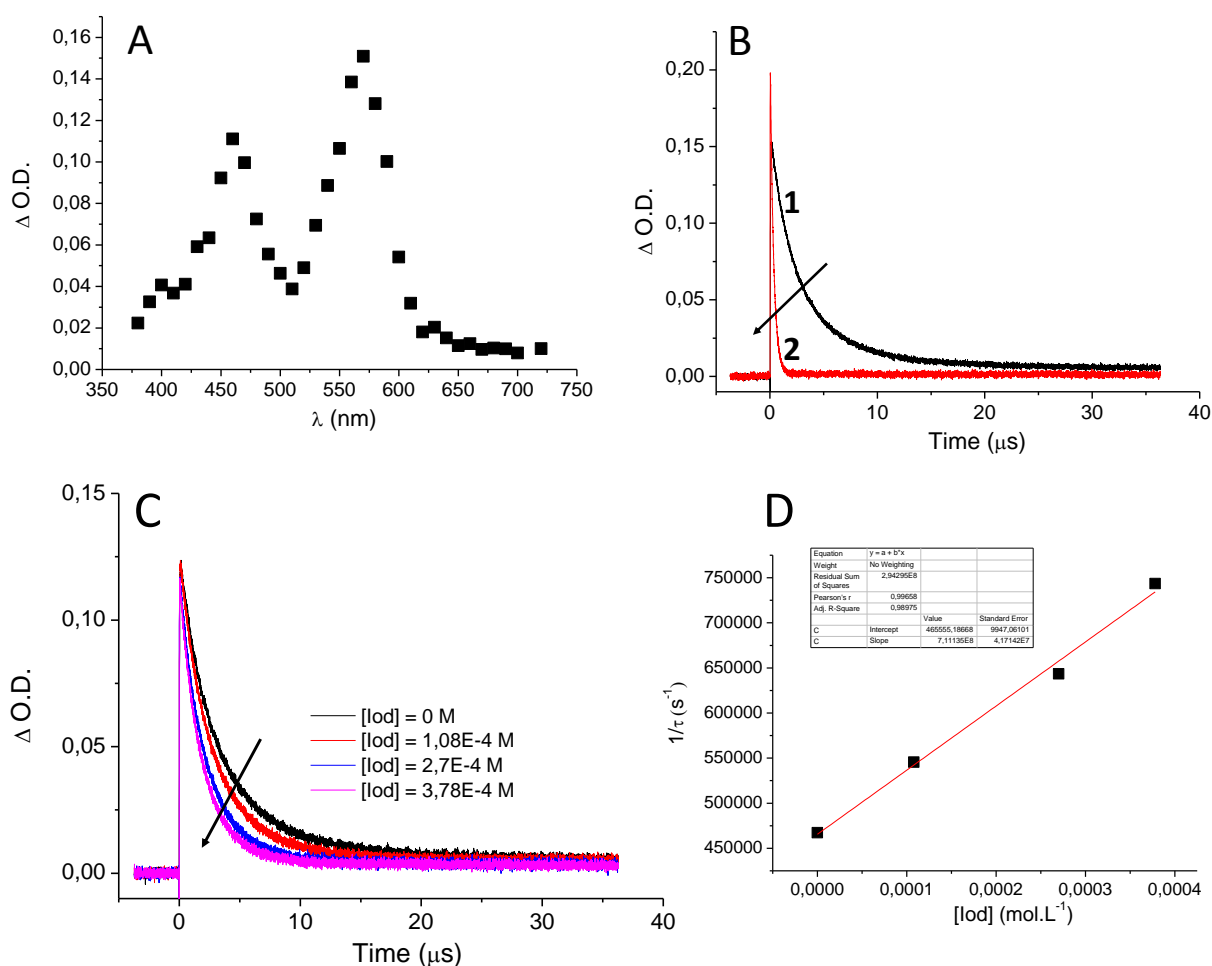 A
0,16
0,14
0,12
0,10
0,08
0,06
0,04
0,02
0,00
Δ O.D.
350 400 450 500 550 600 650 700 750
λ (nm)
B
0,20
0,15
0,10
0,05
0,00
Δ O.D.
1
2
0 10 20 30 40
Time (μs)
C
0,15
0,10
0,05
0,00
Δ O.D.
[Iod] = 0 M
[Iod] = 1,08E-4 M
[Iod] = 2,7E-4 M
[Iod] = 3,78E-4 M
0 10 20 30 40
Time (μs)
D
Equation y = a + b*x
Weight No Weighting
Residual Sum of Squares 2,94295E8
Pearson's r 0,99658
Adj. R-Square 0,98975
Value Standard Error
C Intercept 465555,18668 9947,06101
C Slope 7,11135E8 4,17142E7
750000
700000
650000
600000
550000
500000
450000
1/τ (s⁻¹)
0,0000 0,0001 0,0002 0,0003 0,0004
[Iod] (mol.L⁻¹)